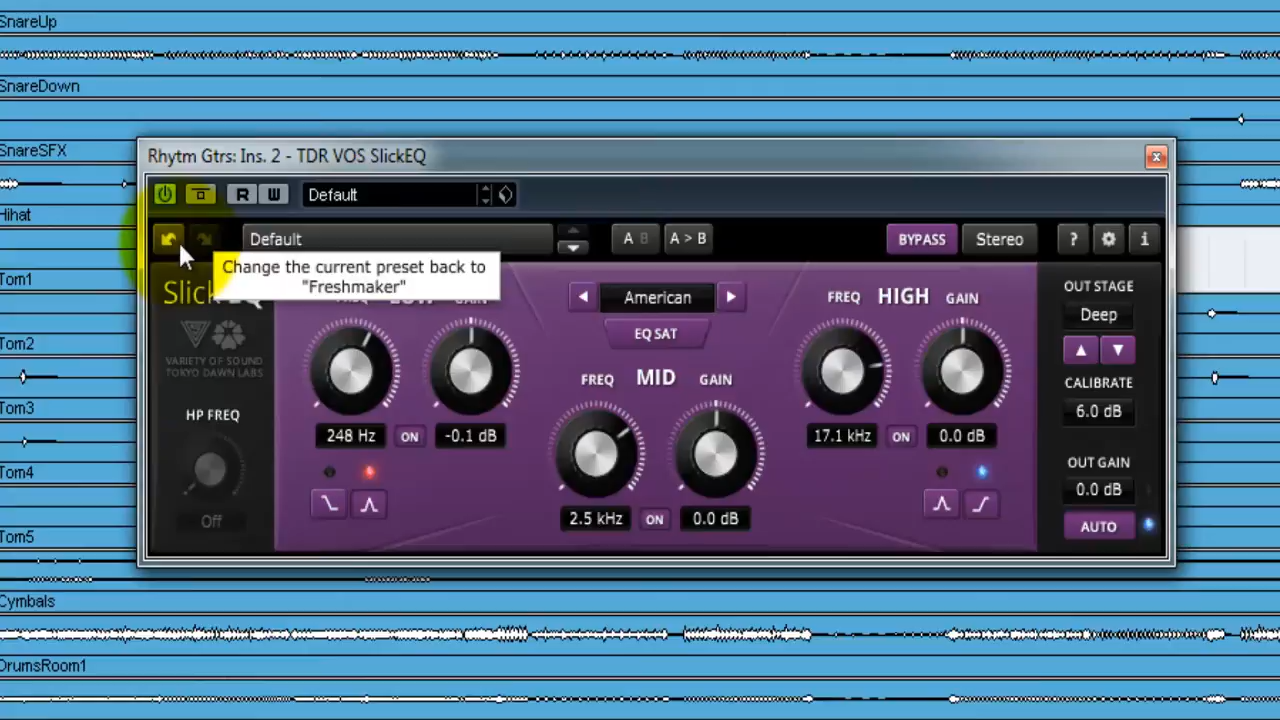 SnareUp
SnareDown
SnareSFX
Hihat
Tom1
Tom2
Tom3
Tom4
Tom5
Cymbals
DrumsRoom1
Rhytm Gtrs: Ins. 2 - TDR VOS SlickEQ
R W Default
Default
A B A > B
BYPASS Stereo ? i
Change the current preset back to
"Freshmaker"
VARIETY OF SOUND
TOKYO DAWN LABS
HP FREQ
Off
FREQ LOW GAIN
248 Hz ON -0.1 dB
American
EQ SAT
FREQ MID GAIN
2.5 kHz ON 0.0 dB
FREQ HIGH GAIN
17.1 kHz ON 0.0 dB
OUT STAGE
Deep
CALIBRATE
6.0 dB
OUT GAIN
0.0 dB
AUTO